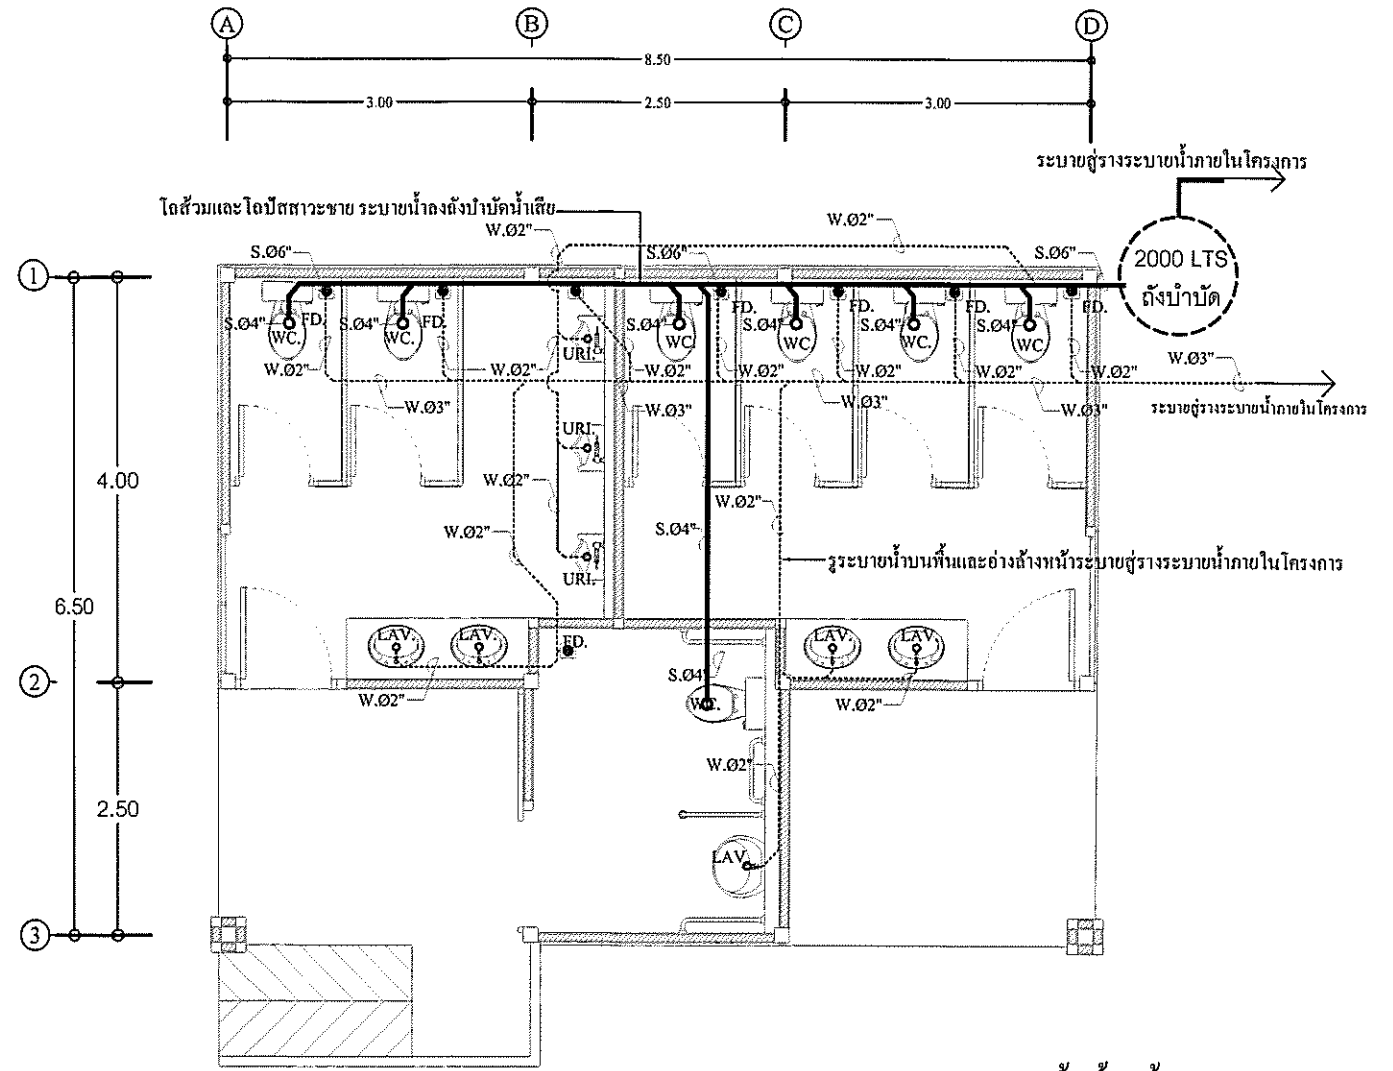 A B C D
8.50
3.00 2.50 3.00
ระบายสู่รางระบายน้ำภายในโครงการ
โถส้วมและโถปัสสาวะชาย ระบายน้ำลงถังบำบัดน้ำเสีย
W.Ø2"
W.Ø2"
S.Ø6" S.Ø6" S.Ø6"
2000 LTS
ถังบำบัด
1
FD. FD. FD. FD. FD. FD.
S.Ø4" S.Ø4" S.Ø4" S.Ø4" S.Ø4" S.Ø4"
WC. WC. WC. WC. WC. WC.
URI.
W.Ø2" W.Ø2" W.Ø2" W.Ø2" W.Ø2" W.Ø2" W.Ø2"
W.Ø3"
W.Ø3" W.Ø3" W.Ø3" W.Ø3"
ระบายสู่รางระบายน้ำภายในโครงการ
URI.
4.00
W.Ø2" W.Ø2"
W.Ø2" S.Ø4"
รูระบายน้ำบนพื้นและอ่างล้างหน้าระบายสู่รางระบายน้ำภายในโครงการ
URI.
6.50
LAV. LAV. FD. LAV. LAV.
2
S.Ø4"
W.Ø2" WC. W.Ø2"
W.Ø2"
2.50
LAV.
3